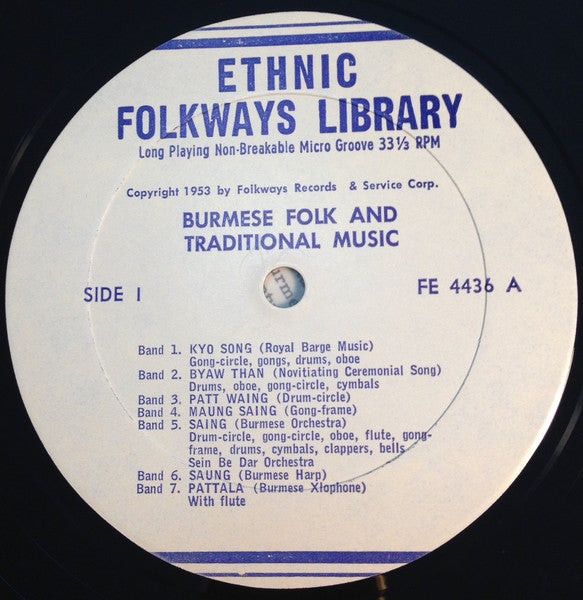 ETHNIC
FOLKWAYS LIBRARY
Long Playing Non-Breakable Micro Groove 33⅓ RPM
Copyright 1953 by Folkways Records & Service Corp.
BURMESE FOLK AND
TRADITIONAL MUSIC
SIDE I
FE 4436 A
Band 1. KYO SONG (Royal Barge Music)
Gong-circle, gongs, drums, oboe
Band 2. BYAW THAN (Novitiating Ceremonial Song)
Drums, oboe, gong-circle, cymbals
Band 3. PATT WAING (Drum-circle)
Band 4. MAUNG SAING (Gong-frame)
Band 5. SAING (Burmese Orchestra)
Drum-circle, gong-circle, oboe, flute, gong-
frame, drums, cymbals, clappers, bells
Sein Be Dar Orchestra
Band 6. SAUNG (Burmese Harp)
Band 7. PATTALA (Burmese Xlophone)
With flute